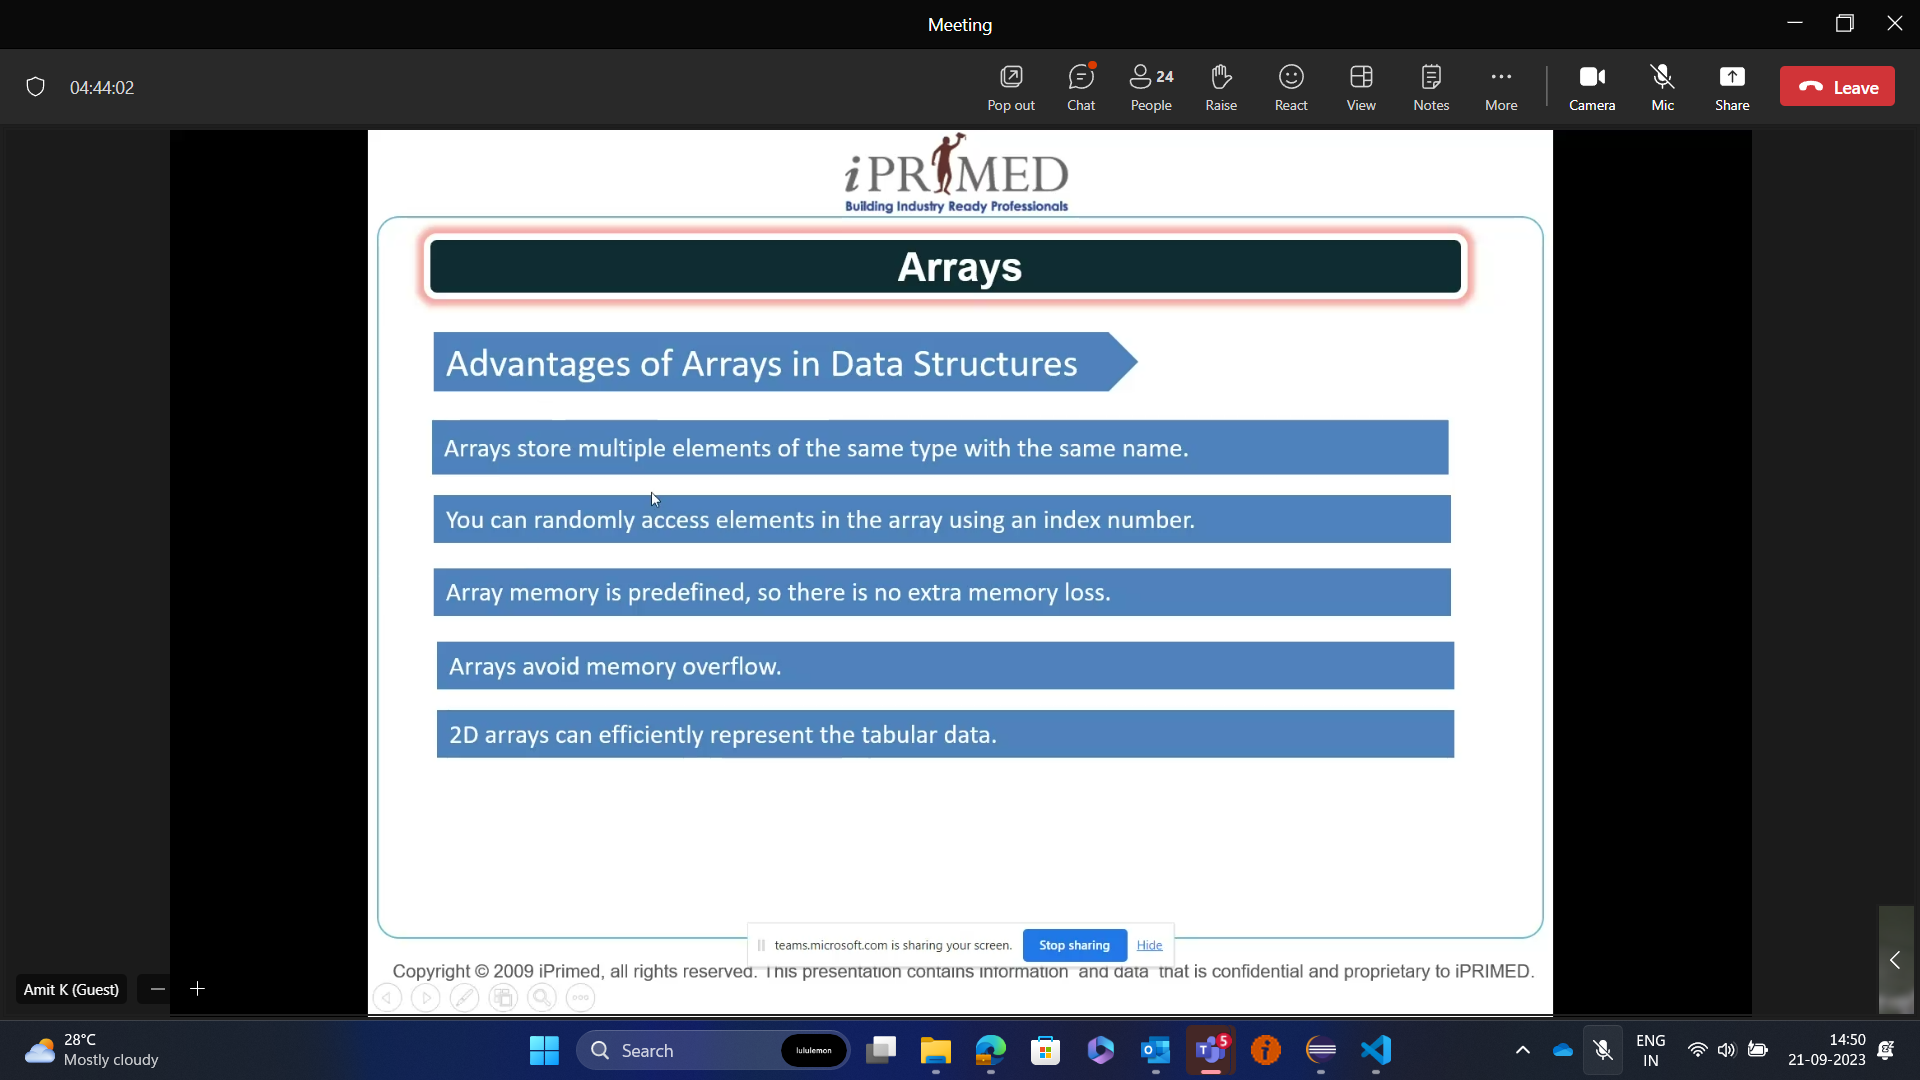 Meeting
04:44:02
Pop out
Chat
24
People
Raise
React
View
Notes
More
Camera
Mic
Share
Leave
iPRIMED
Building Industry Ready Professionals
Arrays
Advantages of Arrays in Data Structures
Arrays store multiple elements of the same type with the same name.
You can randomly access elements in the array using an index number.
Array memory is predefined, so there is no extra memory loss.
Arrays avoid memory overflow.
2D arrays can efficiently represent the tabular data.
teams.microsoft.com is sharing your screen.
Stop sharing
Hide
Copyright © 2009 iPrimed, all rights reserved. This presentation contains information and data that is confidential and proprietary to iPRIMED.
Amit K (Guest)
28°C
Mostly cloudy
Search
lululemon
5
ENG
IN
14:50
21-09-2023